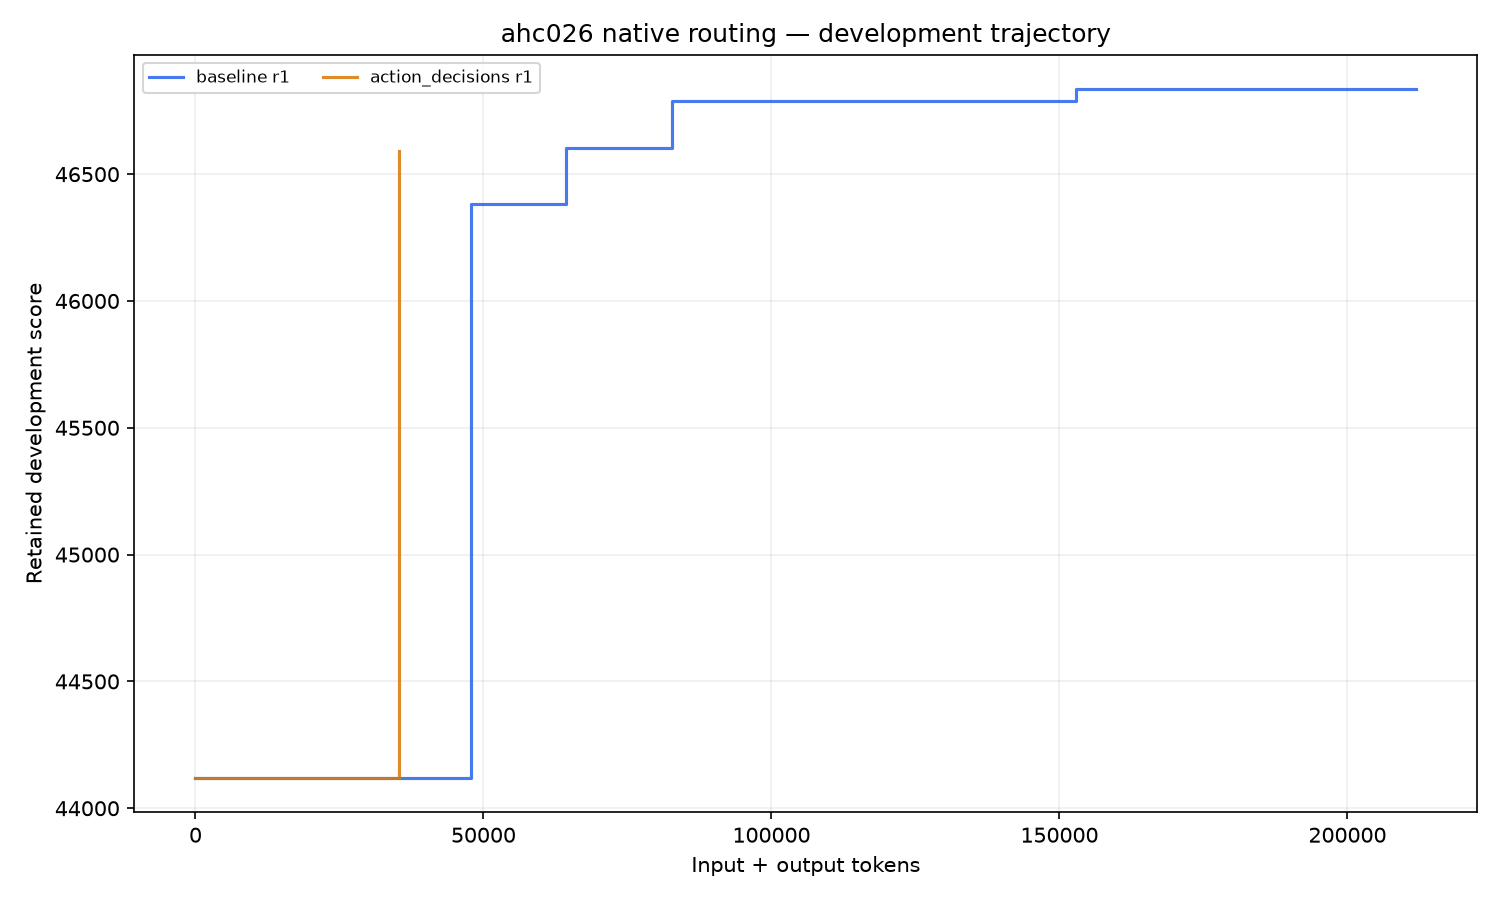 ahc026 native routing — development trajectory
baseline r1
action_decisions r1
Retained development score
46500
46000
45500
45000
44500
44000
0
50000
100000
150000
200000
Input + output tokens